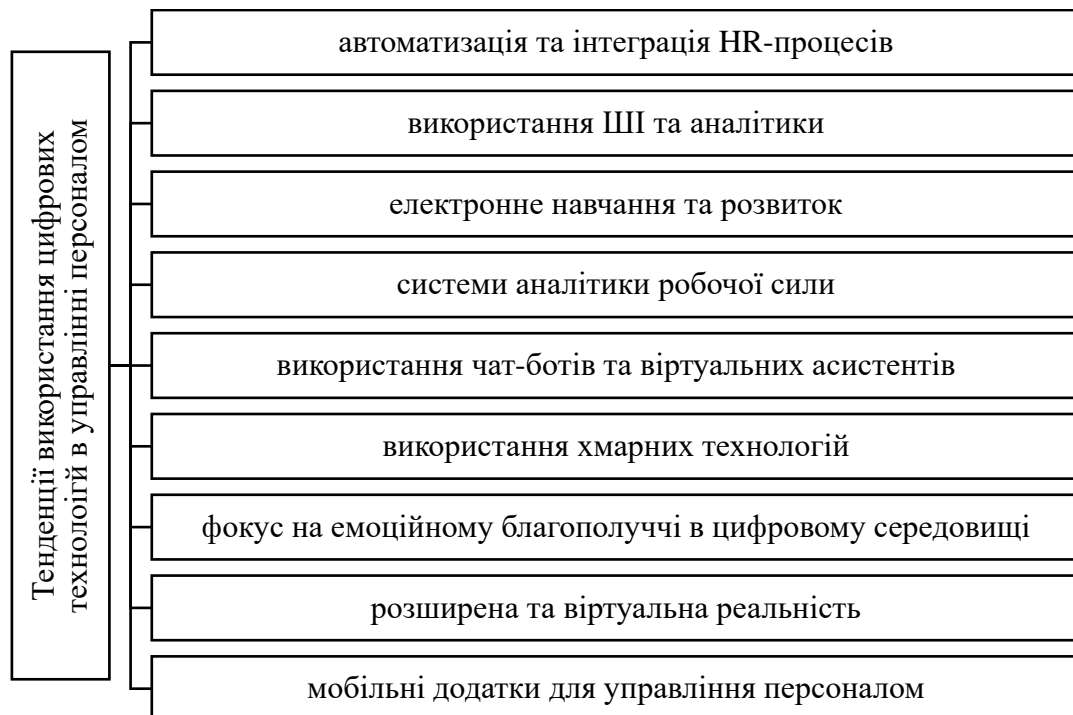 Тенденції використання цифрових
технолоігй в управлінні персоналом
автоматизація та інтеграція HR-процесів
використання ШІ та аналітики
електронне навчання та розвиток
системи аналітики робочої сили
використання чат-ботів та віртуальних асистентів
використання хмарних технологій
фокус на емоційному благополуччі в цифровому середовищі
розширена та віртуальна реальність
мобільні додатки для управління персоналом